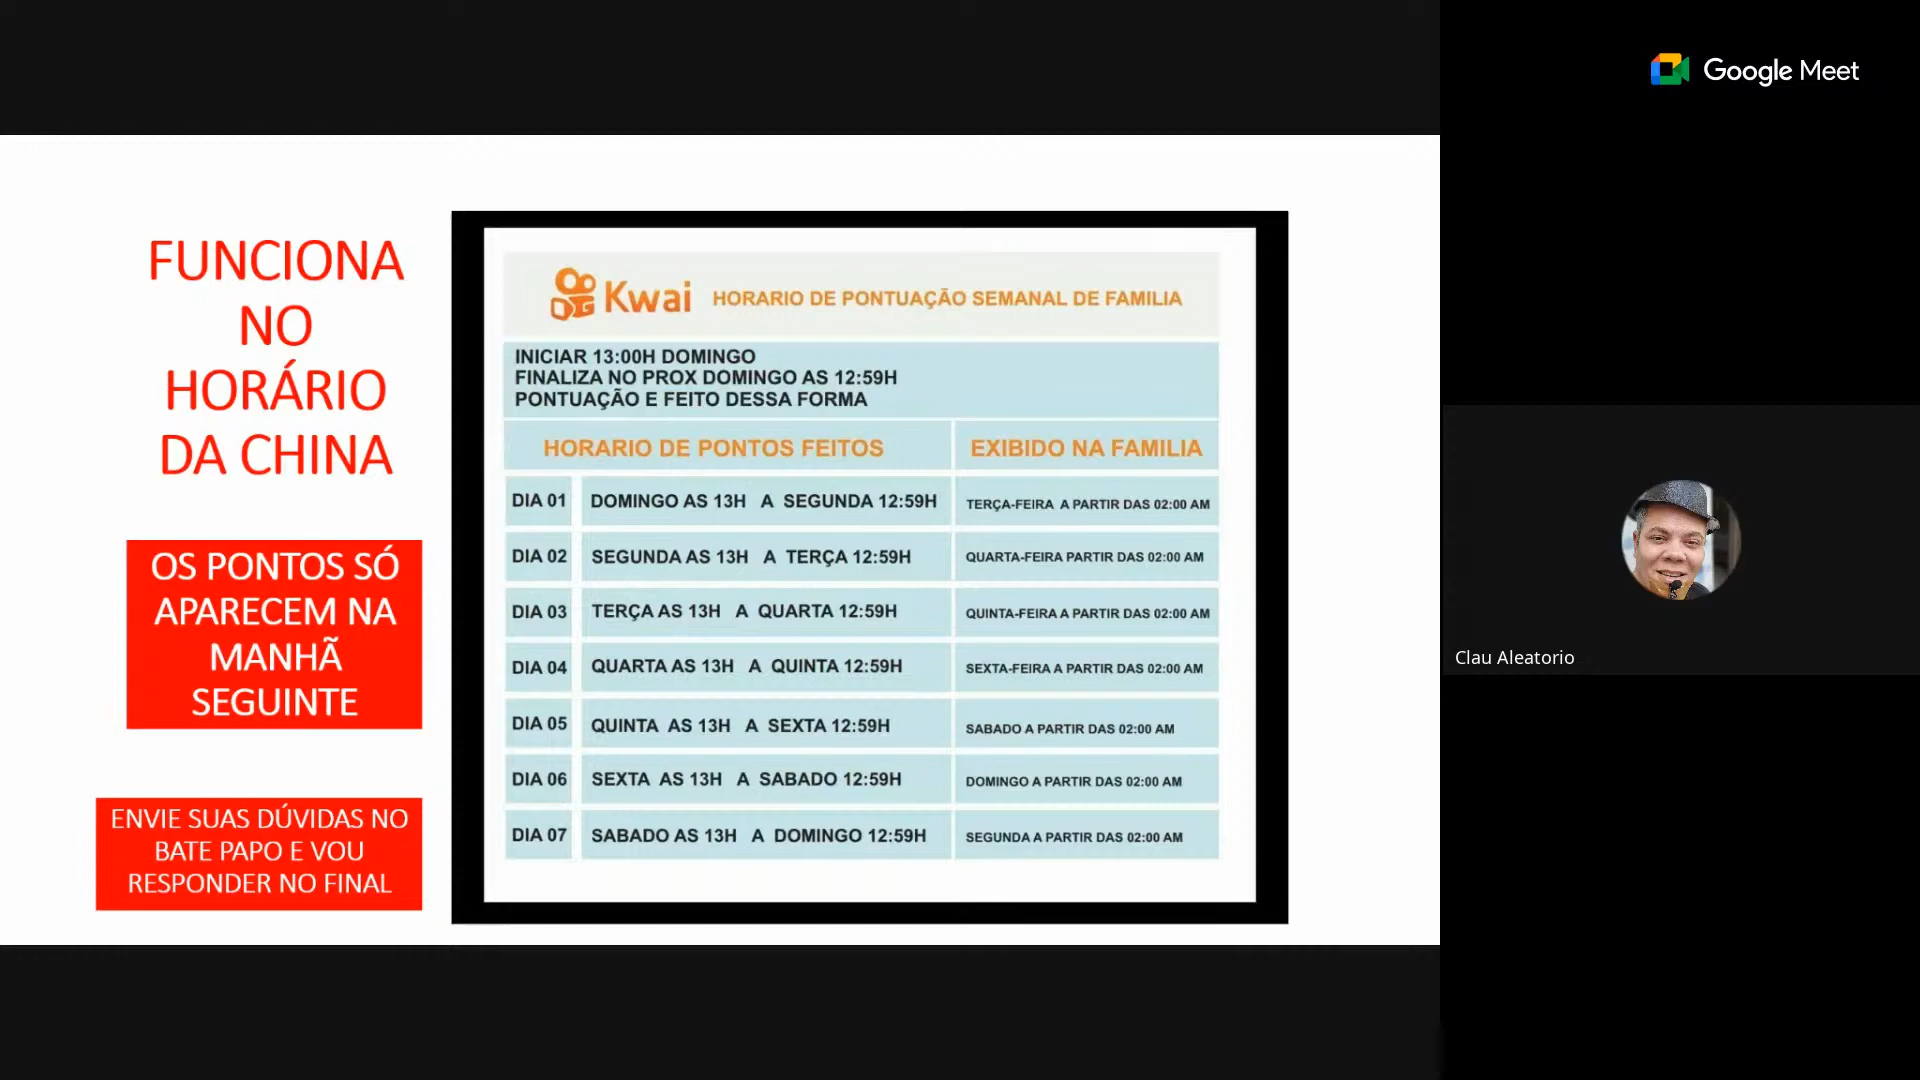 Google Meet
FUNCIONA
NO
HORÁRIO
DA CHINA
OS PONTOS SÓ
APARECEM NA
MANHÃ
SEGUINTE
ENVIE SUAS DÚVIDAS NO
BATE PAPO E VOU
RESPONDER NO FINAL
Kwai HORARIO DE PONTUAÇÃO SEMANAL DE FAMILIA
INICIAR 13:00H DOMINGO
FINALIZA NO PROX DOMINGO AS 12:59H
PONTUAÇÃO E FEITO DESSA FORMA
HORARIO DE PONTOS FEITOS EXIBIDO NA FAMILIA
DIA 01 DOMINGO AS 13H A SEGUNDA 12:59H TERÇA-FEIRA A PARTIR DAS 02:00 AM
DIA 02 SEGUNDA AS 13H A TERÇA 12:59H QUARTA-FEIRA PARTIR DAS 02:00 AM
DIA 03 TERÇA AS 13H A QUARTA 12:59H QUINTA-FEIRA A PARTIR DAS 02:00 AM
DIA 04 QUARTA AS 13H A QUINTA 12:59H SEXTA-FEIRA A PARTIR DAS 02:00 AM
DIA 05 QUINTA AS 13H A SEXTA 12:59H SABADO A PARTIR DAS 02:00 AM
DIA 06 SEXTA AS 13H A SABADO 12:59H DOMINGO A PARTIR DAS 02:00 AM
DIA 07 SABADO AS 13H A DOMINGO 12:59H SEGUNDA A PARTIR DAS 02:00 AM
Clau Aleatorio